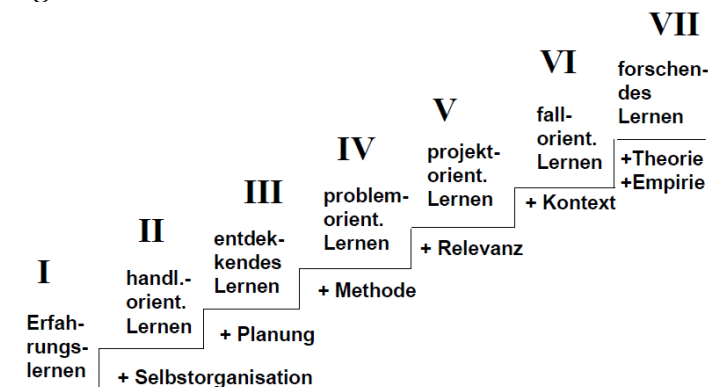 I
Erfah-
rungs-
lernen
II
handl.-
orient.
Lernen
+ Selbstorganisation
III
entdek-
kendes
Lernen
+ Planung
IV
problem-
orient.
Lernen
+ Methode
V
projekt-
orient.
Lernen
+ Relevanz
VI
fall-
orient.
Lernen
+ Kontext
VII
forschen-
des
Lernen
+Theorie
+Empirie